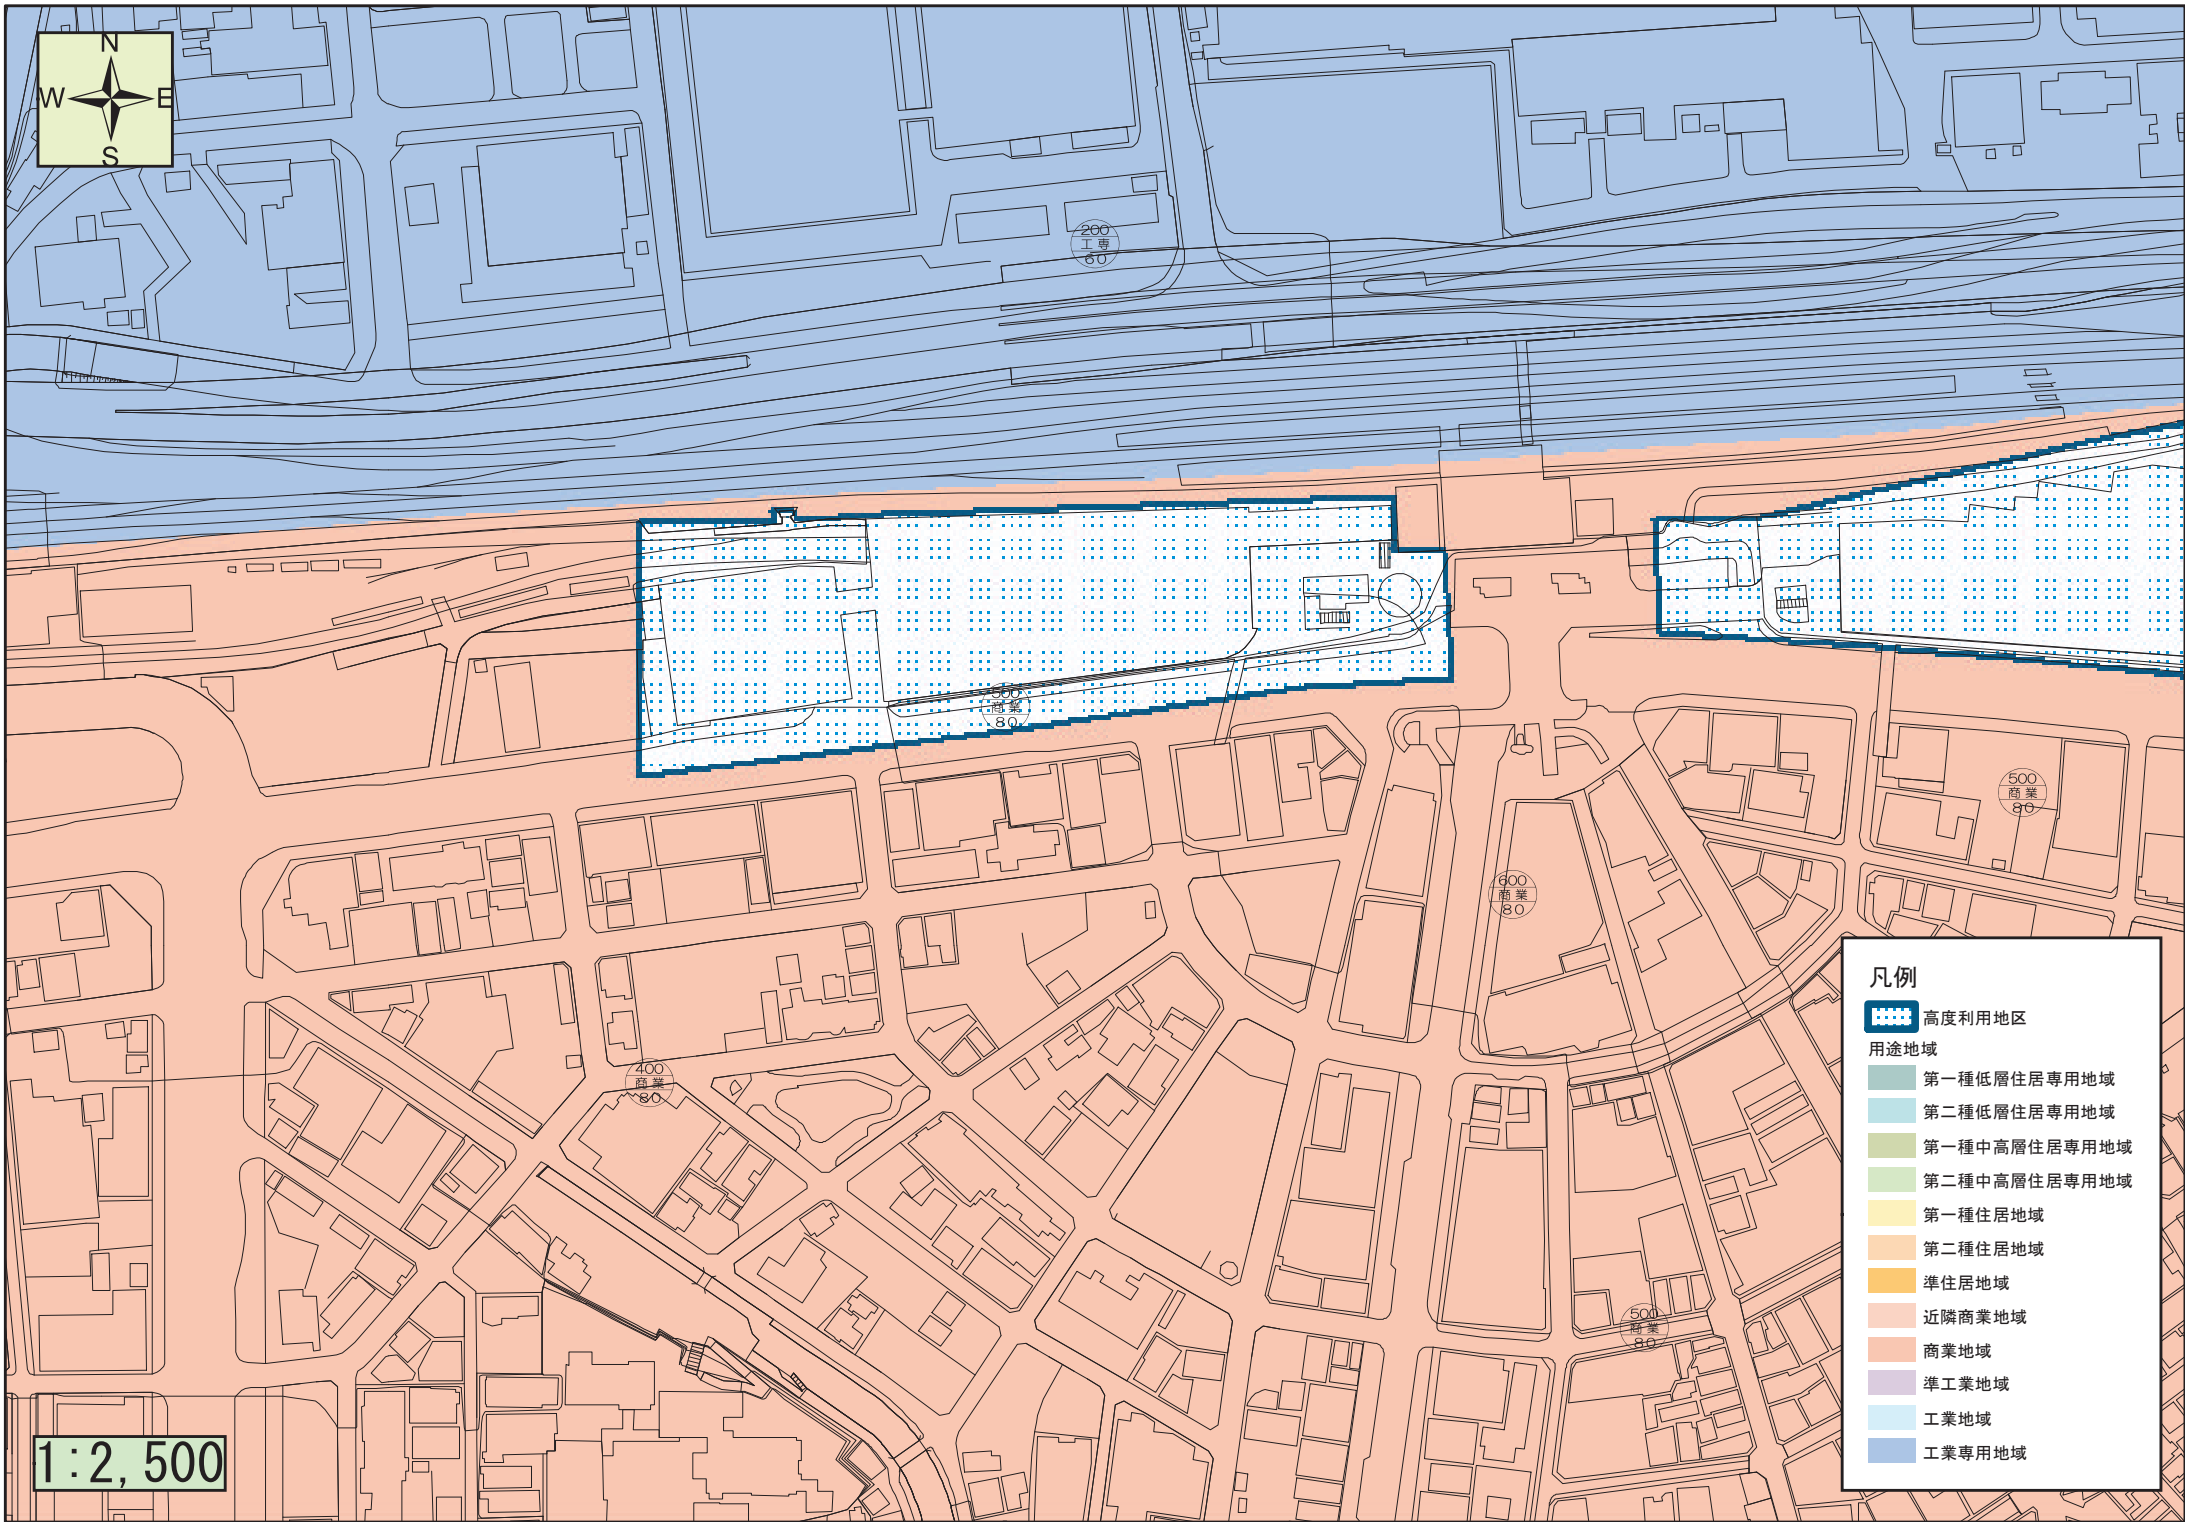 N
W E
S
200
工専
60
500
商業
80
500
商業
80
600
商業
80
400
商業
80
500
商業
80
凡例
高度利用地区
用途地域
第一種低層住居専用地域
第二種低層住居専用地域
第一種中高層住居専用地域
第二種中高層住居専用地域
第一種住居地域
第二種住居地域
準住居地域
近隣商業地域
商業地域
準工業地域
工業地域
工業専用地域
1:2,500